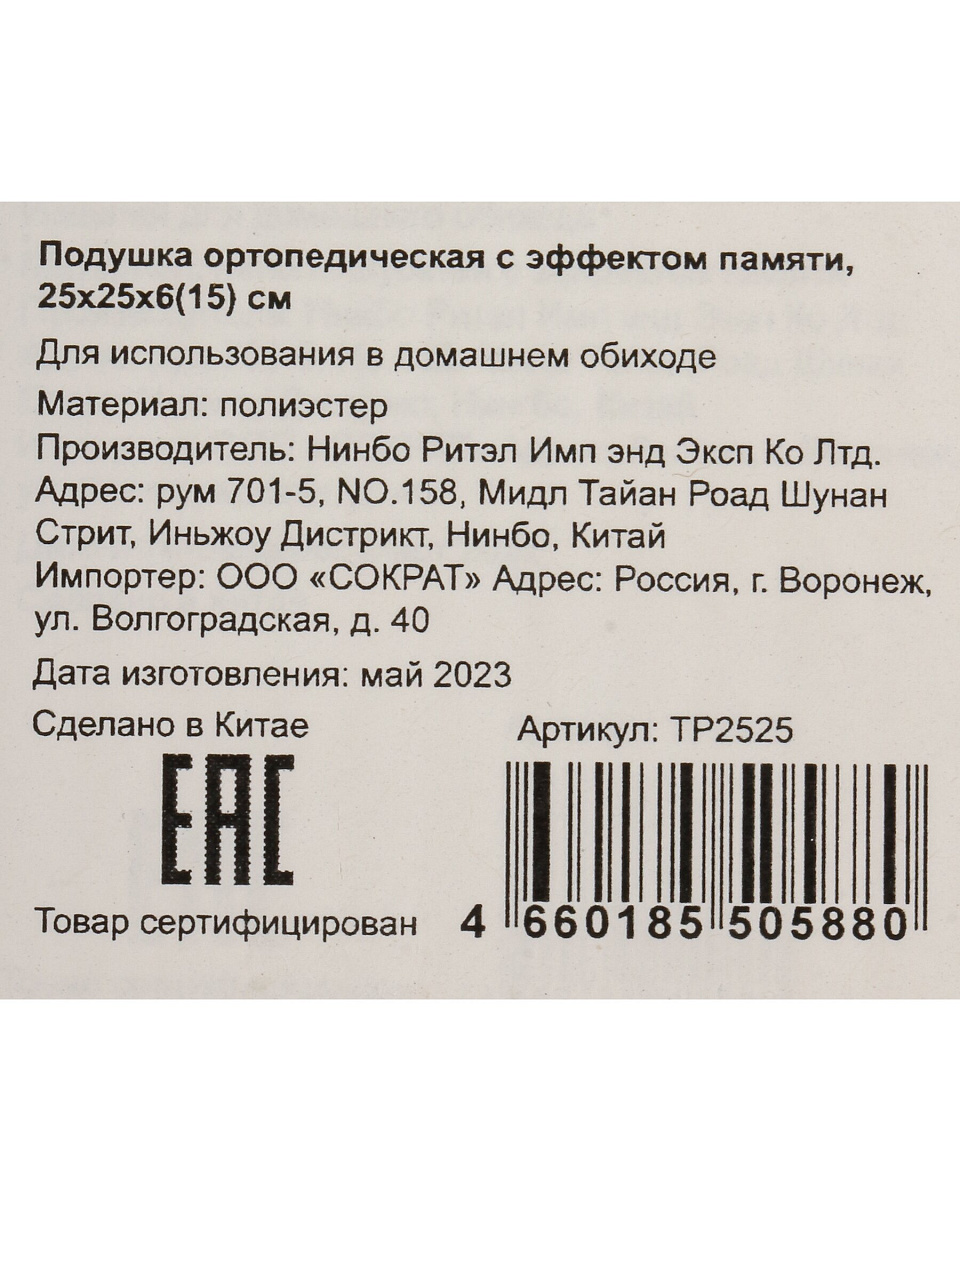 Подушка ортопедическая с эффектом памяти,
25х25х6(15) см
Для использования в домашнем обиходе
Материал: полиэстер
Производитель: Нинбо Ритэл Имп энд Эксп Ко Лтд.
Адрес: рум 701-5, NO.158, Мидл Тайан Роад Шунан
Стрит, Иньжоу Дистрикт, Нинбо, Китай
Импортер: ООО «СОКРАТ» Адрес: Россия, г. Воронеж,
ул. Волгоградская, д. 40
Дата изготовления: май 2023
Сделано в Китае
Артикул: TP2525
EAC
Товар сертифицирован
4 660185 505880